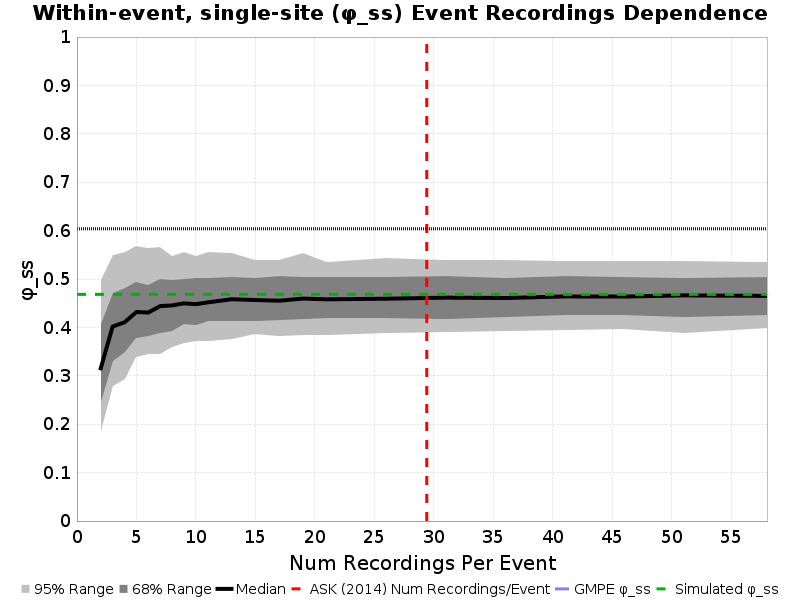 Within-event, single-site (φ_ss) Event Recordings Dependence
1
0.9
0.8
0.7
0.6
0.5
0.4
0.3
0.2
0.1
0
φ_ss
0 5 10 15 20 25 30 35 40 45 50 55
Num Recordings Per Event
95% Range 68% Range Median ASK (2014) Num Recordings/Event GMPE φ_ss Simulated φ_ss